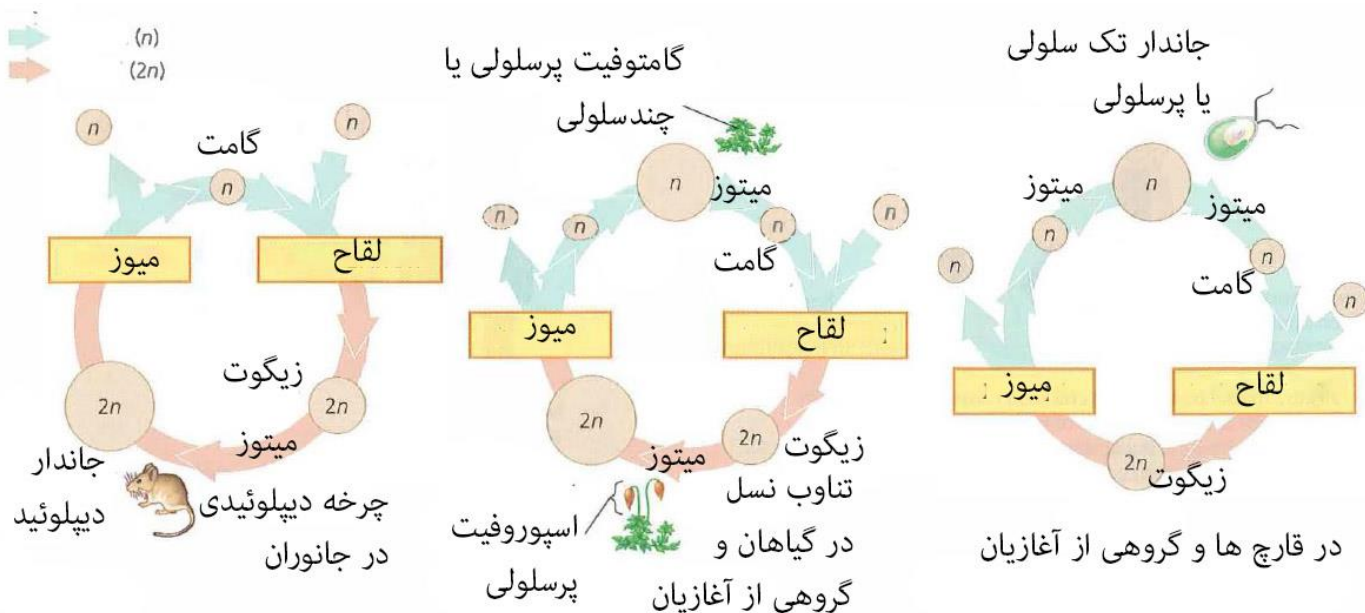 (n)
(2n)
n
n
گامت
n
میوز
لقاح
زیگوت
2n
2n
میتوز
جاندار
دیپلوئید
چرخه دیپلوئیدی
در جانوران
گامتوفیت پرسلولی یا
چندسلولی
n
میتوز
n
n
n
n
گامت
میوز
لقاح
2n
2n
زیگوت
میتوز
تناوب نسل
در گیاهان و
گروهی از آغازیان
اسپوروفیت
پرسلولی
جاندار تک سلولی
یا پرسلولی
n
میتوز
میتوز
n
n
گامت
n
n
میوز
لقاح
2n
زیگوت
در قارچ ها و گروهی از آغازیان